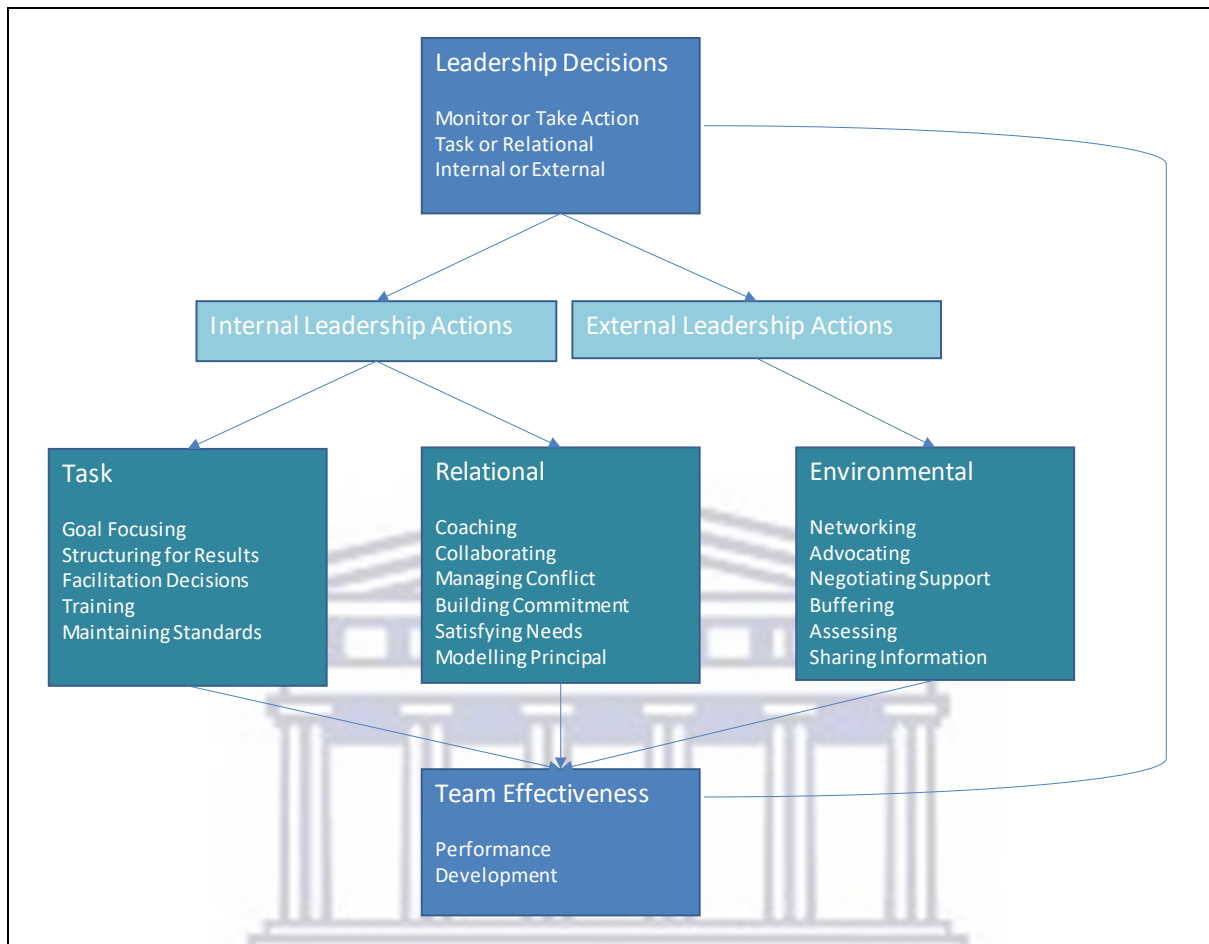 Leadership Decisions
Monitor or Take Action
Task or Relational
Internal or External
Internal Leadership Actions
External Leadership Actions
Task
Goal Focusing
Structuring for Results
Facilitation Decisions
Training
Maintaining Standards
Relational
Coaching
Collaborating
Managing Conflict
Building Commitment
Satisfying Needs
Modelling Principal
Environmental
Networking
Advocating
Negotiating Support
Buffering
Assessing
Sharing Information
Team Effectiveness
Performance
Development